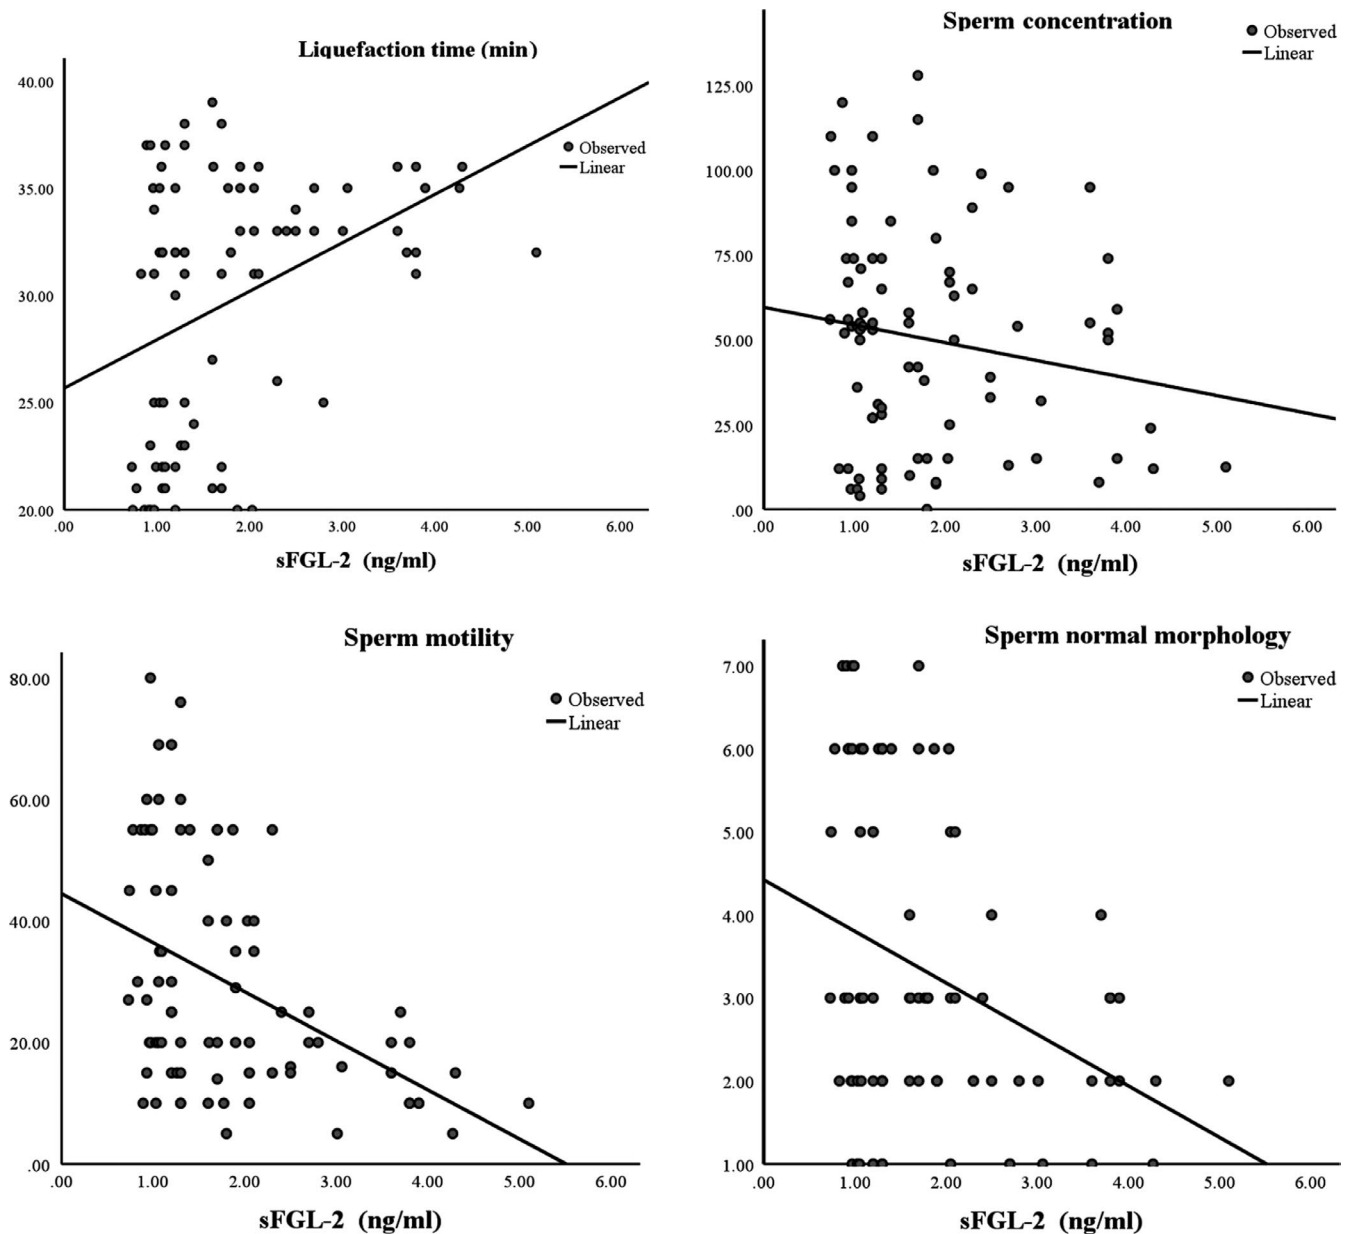 Liquefaction time (min)
40.00
35.00
30.00
25.00
20.00
Observed
Linear
.00 1.00 2.00 3.00 4.00 5.00 6.00
sFGL-2 (ng/ml)
Sperm concentration
Observed
Linear
125.00
100.00
75.00
50.00
25.00
.00
.00 1.00 2.00 3.00 4.00 5.00 6.00
sFGL-2 (ng/ml)
Sperm motility
80.00
60.00
40.00
20.00
.00
Observed
Linear
.00 1.00 2.00 3.00 4.00 5.00 6.00
sFGL-2 (ng/ml)
Sperm normal morphology
7.00
6.00
5.00
4.00
3.00
2.00
1.00
Observed
Linear
.00 1.00 2.00 3.00 4.00 5.00 6.00
sFGL-2 (ng/ml)